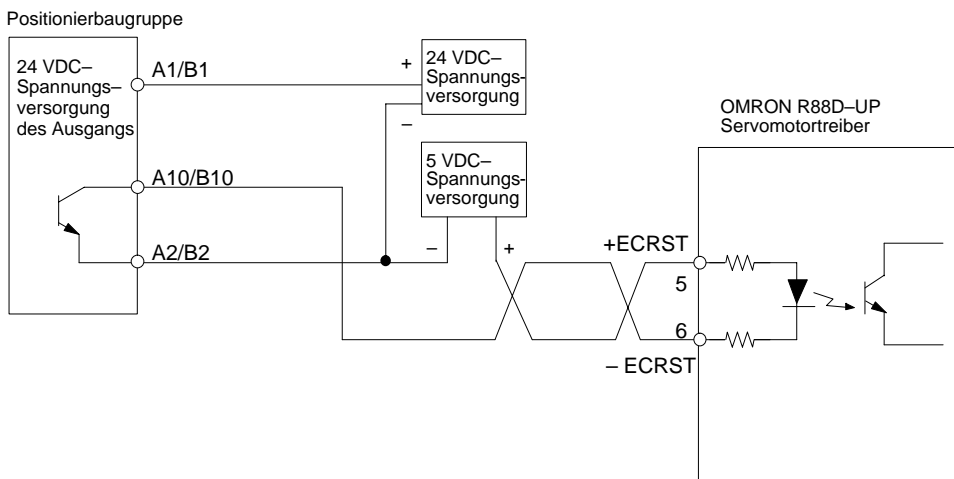 Positionierbaugruppe
24 VDC–
Spannungs–
versorgung
des Ausgangs
A1/B1
+
–
24 VDC–
Spannungs-
versorgung
5 VDC–
Spannungs-
versorgung
–
+
A10/B10
A2/B2
OMRON R88D–UP
Servomotortreiber
+ECRST
5
6
– ECRST